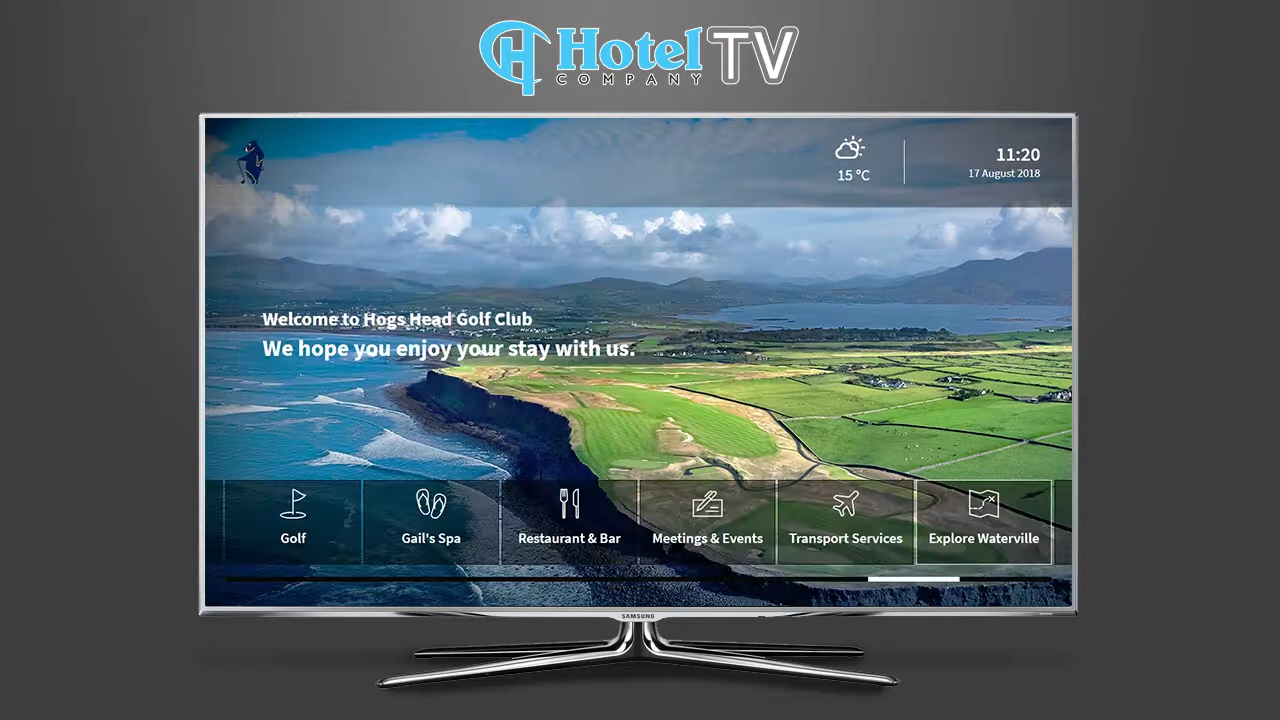 Hotel TV
COMPANY
15 °C
11:20
17 August 2018
Welcome to Hogs Head Golf Club
We hope you enjoy your stay with us.
Golf
Gail's Spa
Restaurant & Bar
Meetings & Events
Transport Services
Explore Waterville
SAMSUNG